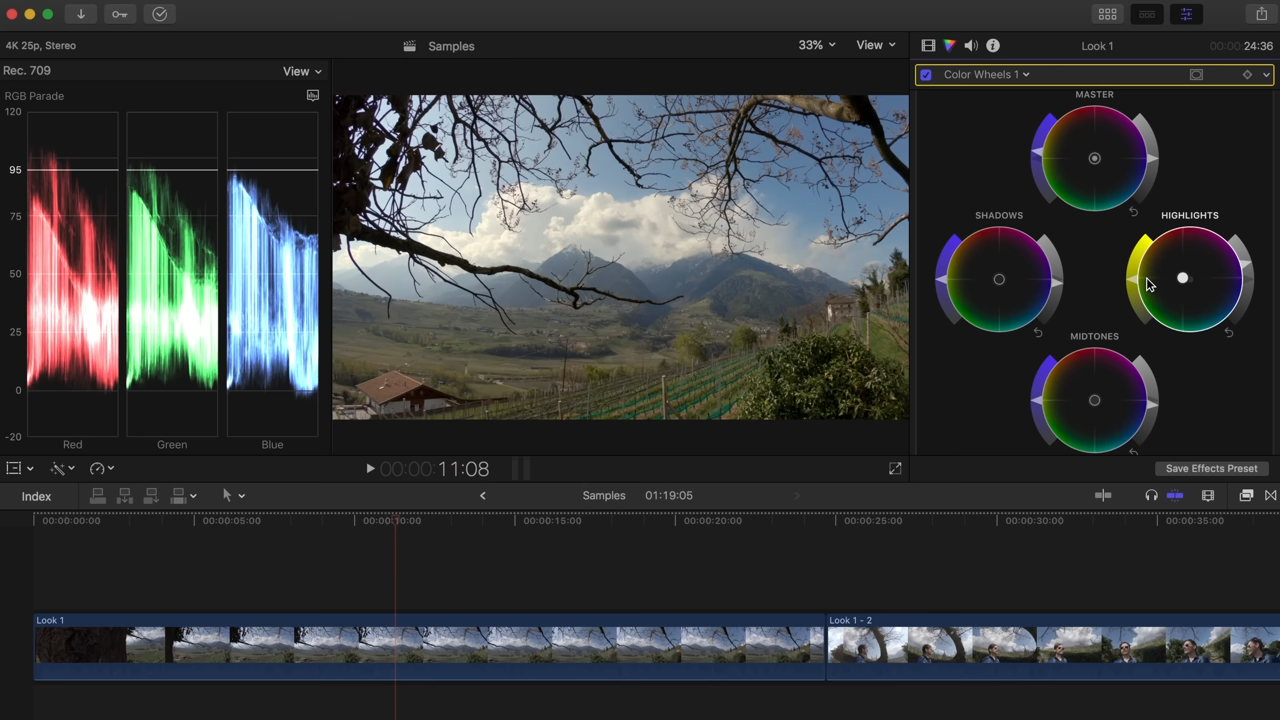 4K 25p, Stereo
Samples
33%
View
Look 1
00:00:24:36
Rec. 709
View
Color Wheels 1
RGB Parade
MASTER
120
95
75
50
25
0
-20
Red
Green
Blue
SHADOWS
HIGHLIGHTS
MIDTONES
00:00:11:08
Save Effects Preset
Index
Samples
01:19:05
00:00:00:00
00:00:05:00
00:00:10:00
00:00:15:00
00:00:20:00
00:00:25:00
00:00:30:00
00:00:35:00
Look 1
Look 1 - 2